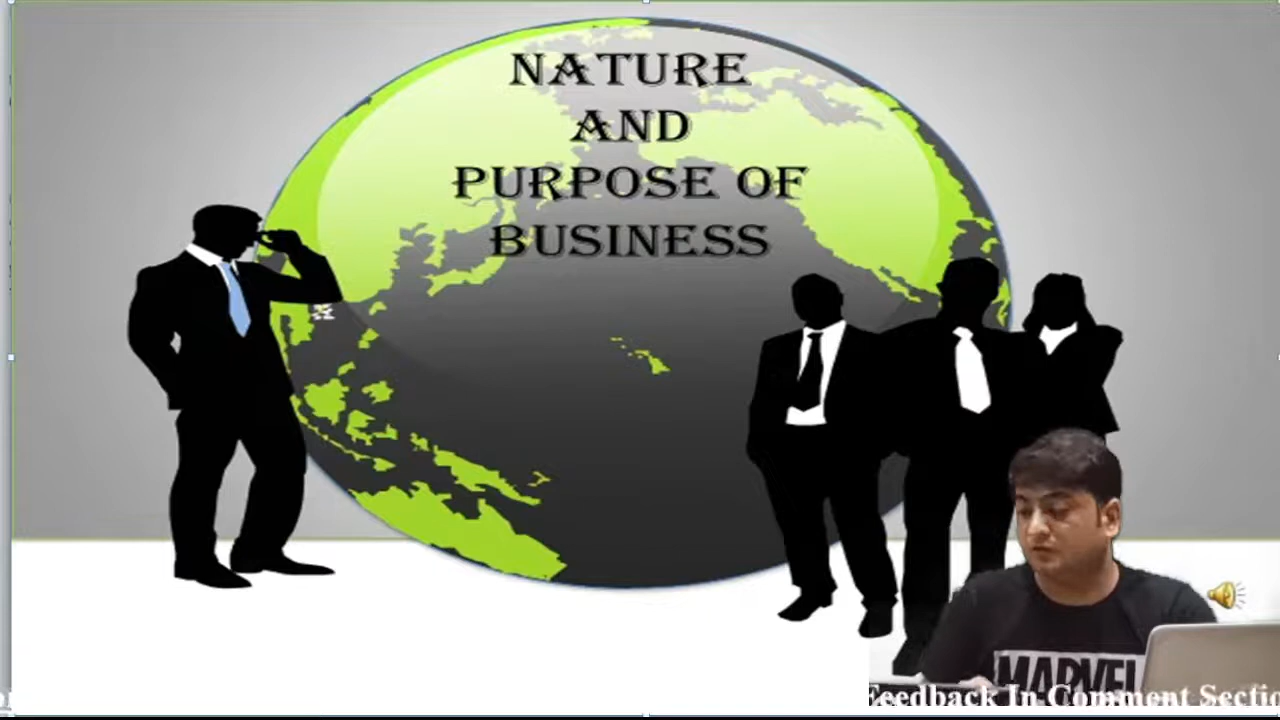 NATURE
AND
PURPOSE OF
BUSINESS
MARVEL
Feedback In Comment Sectio